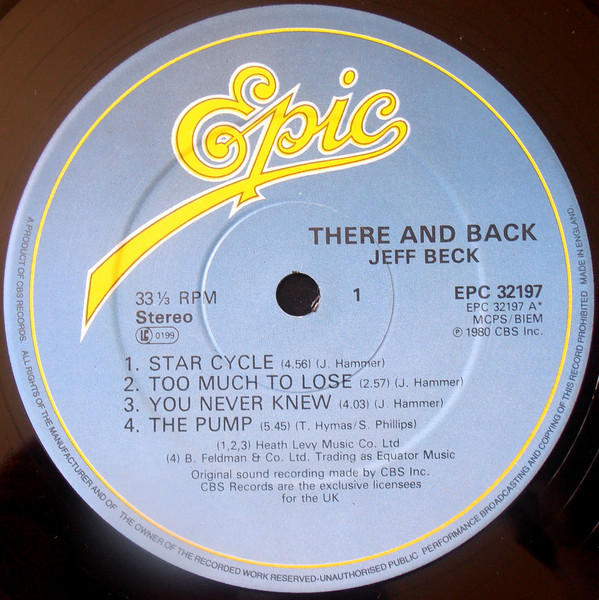 Epic
THERE AND BACK
JEFF BECK
33⅓ RPM
Stereo
LC 0199
1
EPC 32197
EPC 32197 A*
MCPS/BIEM
℗ 1980 CBS Inc.
1. STAR CYCLE (4.56) (J. Hammer)
2. TOO MUCH TO LOSE (2.57) (J. Hammer)
3. YOU NEVER KNEW (4.03) (J. Hammer)
4. THE PUMP (5.45) (T. Hymas/S. Phillips)
(1,2,3) Heath Levy Music Co. Ltd
(4) B. Feldman & Co. Ltd. Trading as Equator Music
Original sound recording made by CBS Inc.
CBS Records are the exclusive licensees
for the UK
A PRODUCT OF CBS RECORDS. ALL RIGHTS OF THE MANUFACTURER AND OF THE OWNER OF THE RECORDED WORK RESERVED-UNAUTHORISED PUBLIC PERFORMANCE BROADCASTING AND COPYING OF THIS RECORD PROHIBITED MADE IN ENGLAND.